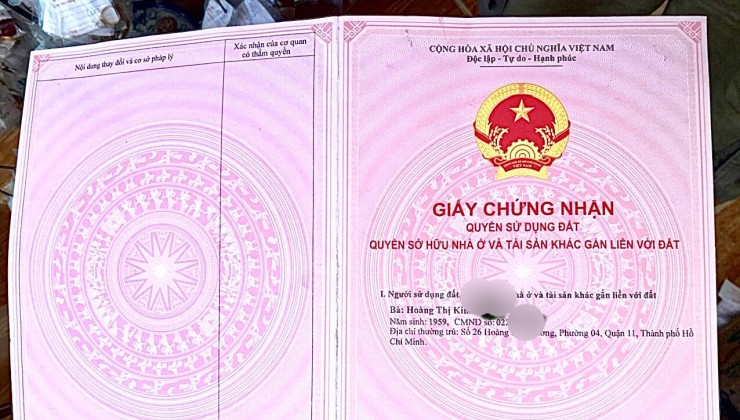 Nội dung thay đổi và cơ sở pháp lý
Xác nhận của cơ quan
có thẩm quyền
CỘNG HÒA XÃ HỘI CHỦ NGHĨA VIỆT NAM
Độc lập - Tự do - Hạnh phúc
GIẤY CHỨNG NHẬN
QUYỀN SỬ DỤNG ĐẤT
QUYỀN SỞ HỮU NHÀ Ở VÀ TÀI SẢN KHÁC GẮN LIỀN VỚI ĐẤT
I. Người sử dụng đất, ở và tài sản khác gắn liền với đất
Bà: Hoàng Thị
Năm sinh: 1959, CMND số:
Địa chỉ thường trú: Số 26 Hoàng Phường 04, Quận 11, Thành phố Hồ
Chí Minh.